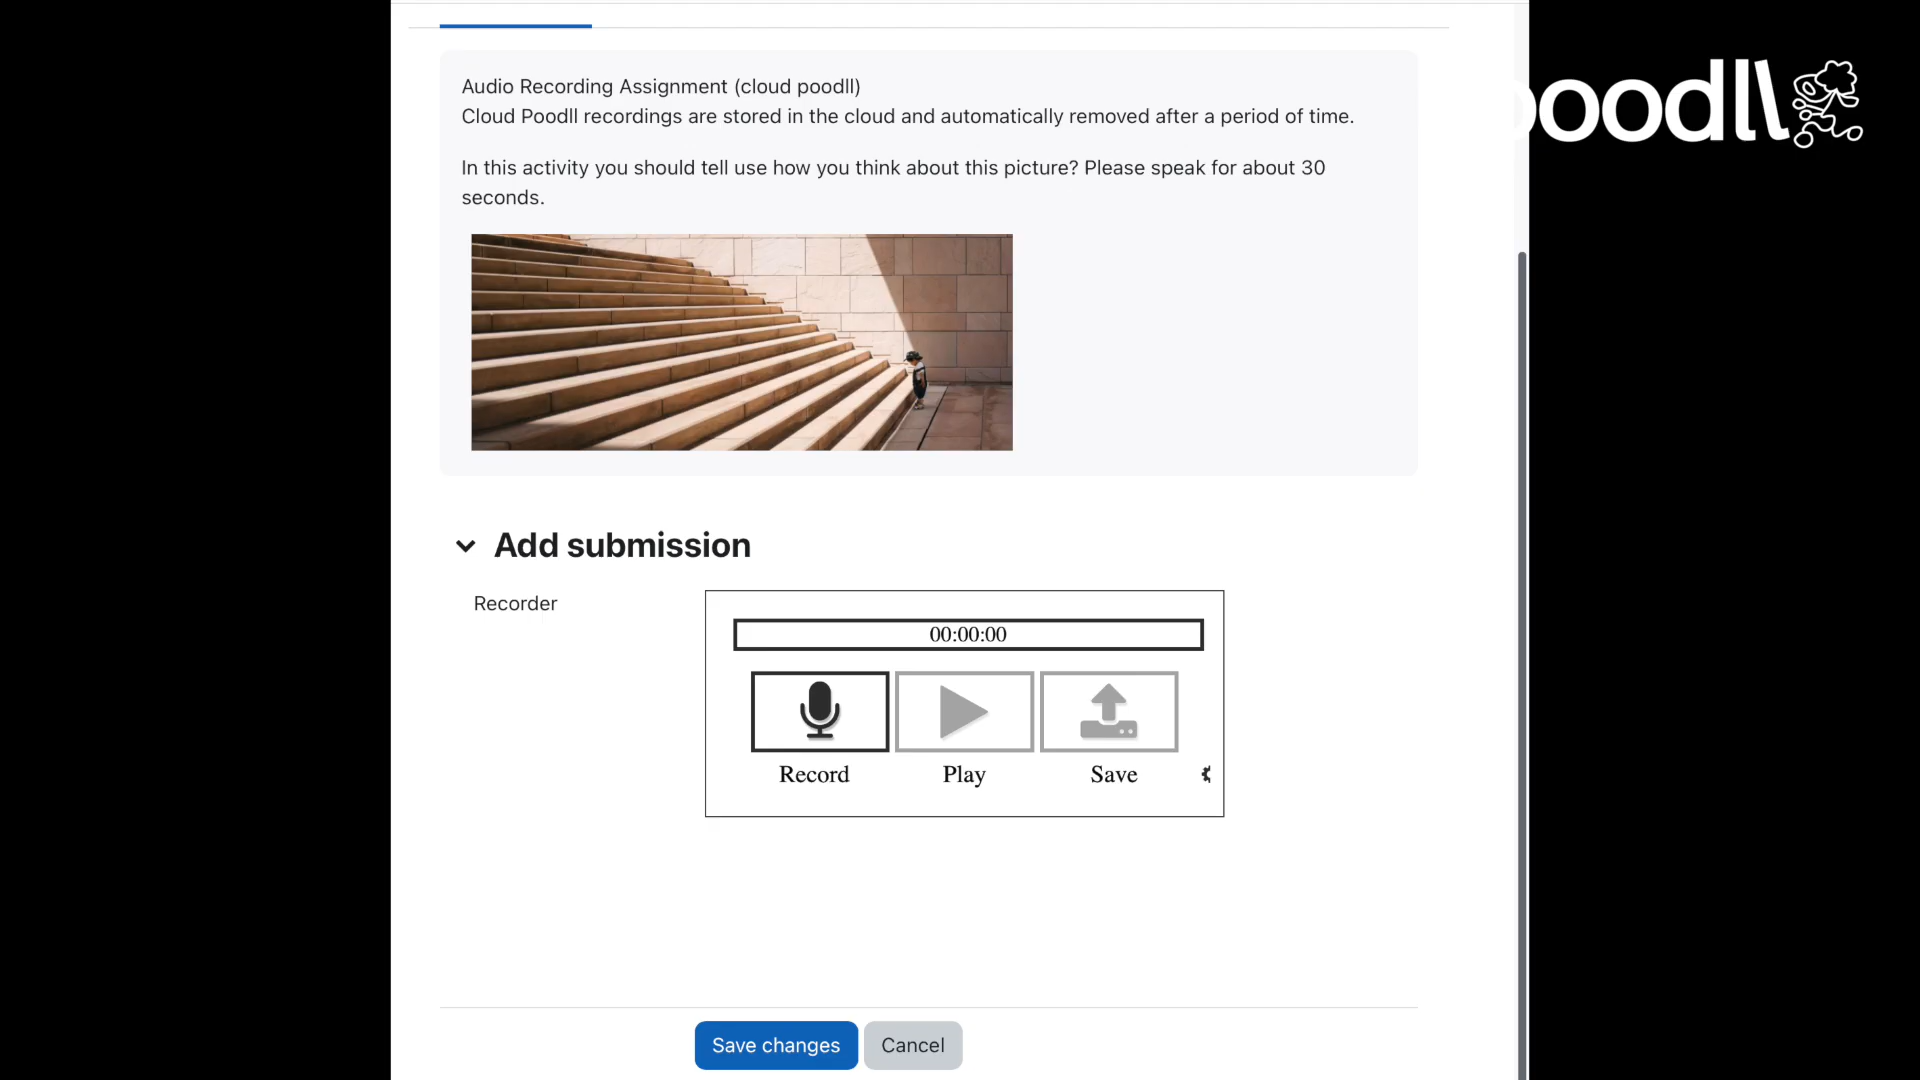 Audio Recording Assignment (cloud poodll)
Cloud Poodll recordings are stored in the cloud and automatically removed after a period of time.
In this activity you should tell use how you think about this picture? Please speak for about 30
seconds.
poodll
Add submission
Recorder
00:00:00
Record Play Save
Save changes Cancel